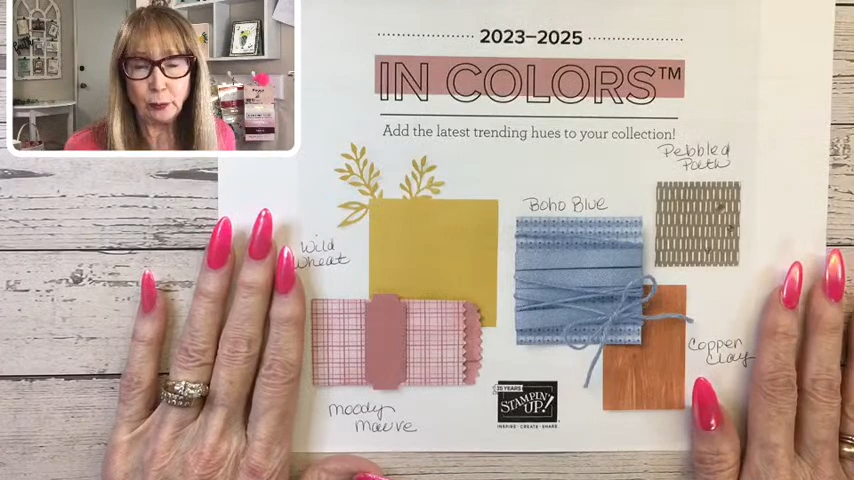 2023–2025
IN COLORS™
Add the latest trending hues to your collection!
Pebbled
Path
Boho Blue
Wild
Wheat
Copper
Clay
35 YEARS
STAMPIN' UP!
INSPIRE · CREATE · SHARE
moody
mauve